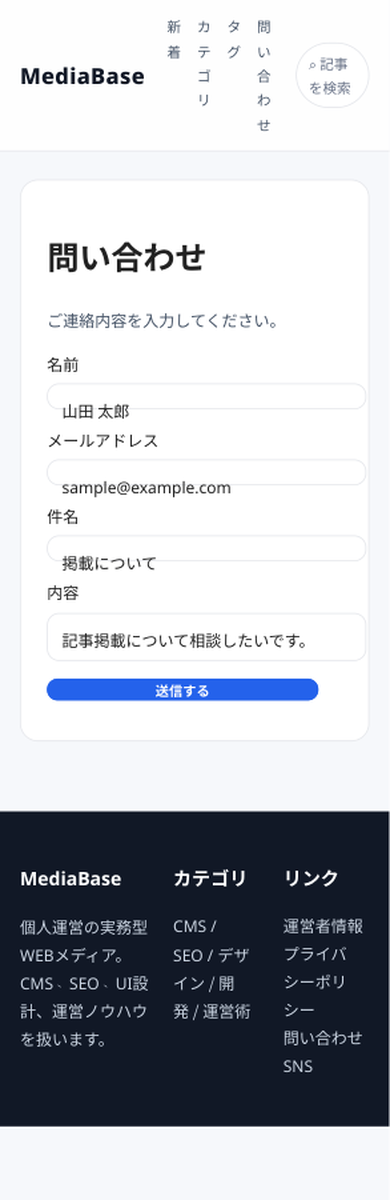 MediaBase
新着
カテゴリ
タグ
問い合わせ
⌕ 記事
を検索
問い合わせ
ご連絡内容を入力してください。
名前
山田 太郎
メールアドレス
sample@example.com
件名
掲載について
内容
記事掲載について相談したいです。
送信する
MediaBase
個人運営の実務型
WEBメディア。
CMS、SEO、UI設
計、運営ノウハウ
を扱います。
カテゴリ
CMS /
SEO / デザ
イン / 開
発 / 運営術
リンク
運営者情報
プライバ
シーポリ
シー
問い合わせ
SNS